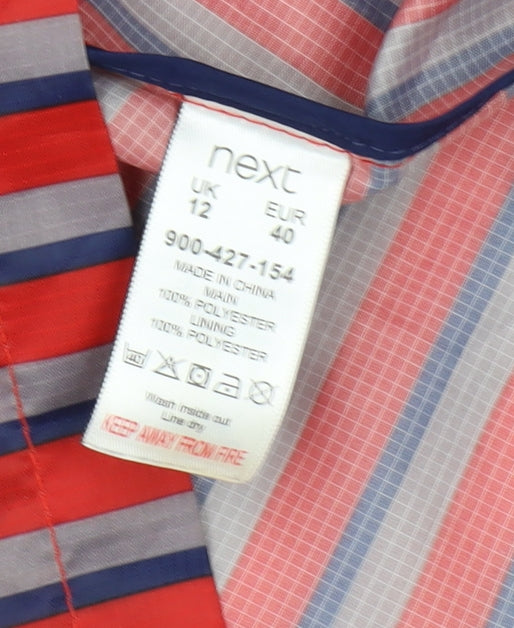 next
UK EUR
12 40
900-427-154
MADE IN CHINA
MAIN
100% POLYESTER
LINING
100% POLYESTER
40
Wash inside out
Line dry
KEEP AWAY FROM FIRE